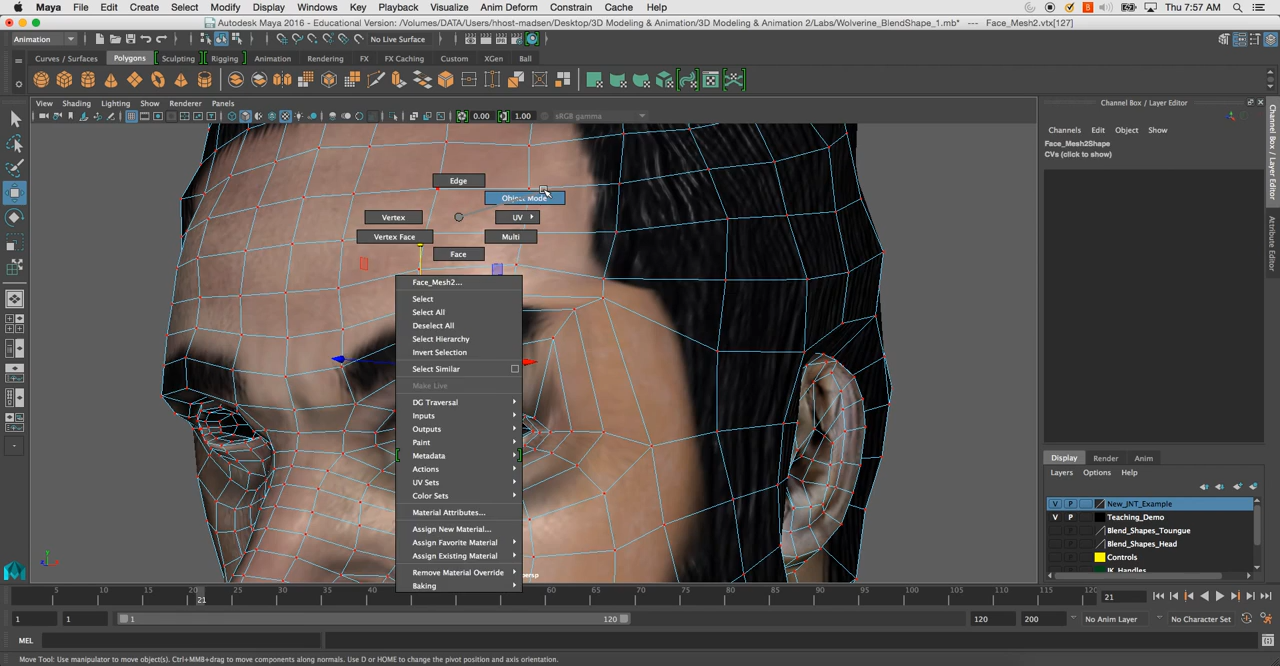 Maya File Edit Create Select Modify Display Windows Key Playback Visualize Anim Deform Constrain Cache Help Thu 7:57 AM
Autodesk Maya 2016 - Educational Version: /Volumes/DATA/Users/hhost-madsen/Desktop/3D Modeling & Animation/3D Modeling & Animation 2/Labs/Wolverine_BlendShape_1.mb* --- Face_Mesh2.vtx[127]
Animation No Live Surface
Curves / Surfaces Polygons Sculpting Rigging Animation Rendering FX FX Caching Custom XGen Ball
View Shading Lighting Show Renderer Panels
0.00 1.00 sRGB gamma
Channel Box / Layer Editor
Channels Edit Object Show
Face_Mesh2Shape
CVs (click to show)
Channel Box / Layer Editor
Attribute Editor
Edge
Object Mode
Vertex UV
Vertex Face Multi
Face
Face_Mesh2...
Select
Select All
Deselect All
Select Hierarchy
Invert Selection
Select Similar
Make Live
DG Traversal
Inputs
Outputs
Paint
Metadata
Actions
UV Sets
Color Sets
Material Attributes...
Assign New Material...
Assign Favorite Material
Assign Existing Material
Remove Material Override
Baking
persp
Display Render Anim
Layers Options Help
V P New_JNT_Example
V P Teaching_Demo
Blend_Shapes_Toungue
Blend_Shapes_Head
Controls
IK_Handles
5 10 15 20 25 30 35 40 60 65 70 75 80 85 90 95 100 105 110 115 120
21 21
1 1 1 120 120 200 No Anim Layer No Character Set
MEL
Move Tool: Use manipulator to move object(s). Ctrl+MMB+drag to move components along normals. Use D or HOME to change the pivot position and axis orientation.